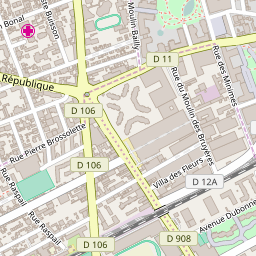 Bonal
Buisson
Moulin Bailly
République
D 11
Rue des Minimes
Rue du Moulin des Bruyères
D 106
Rue Pierre Brossolette
D 106
Rue Raspail
Villa des Fleurs
D 12A
Rue Raspail
D 106
D 908
Avenue Dubonnet